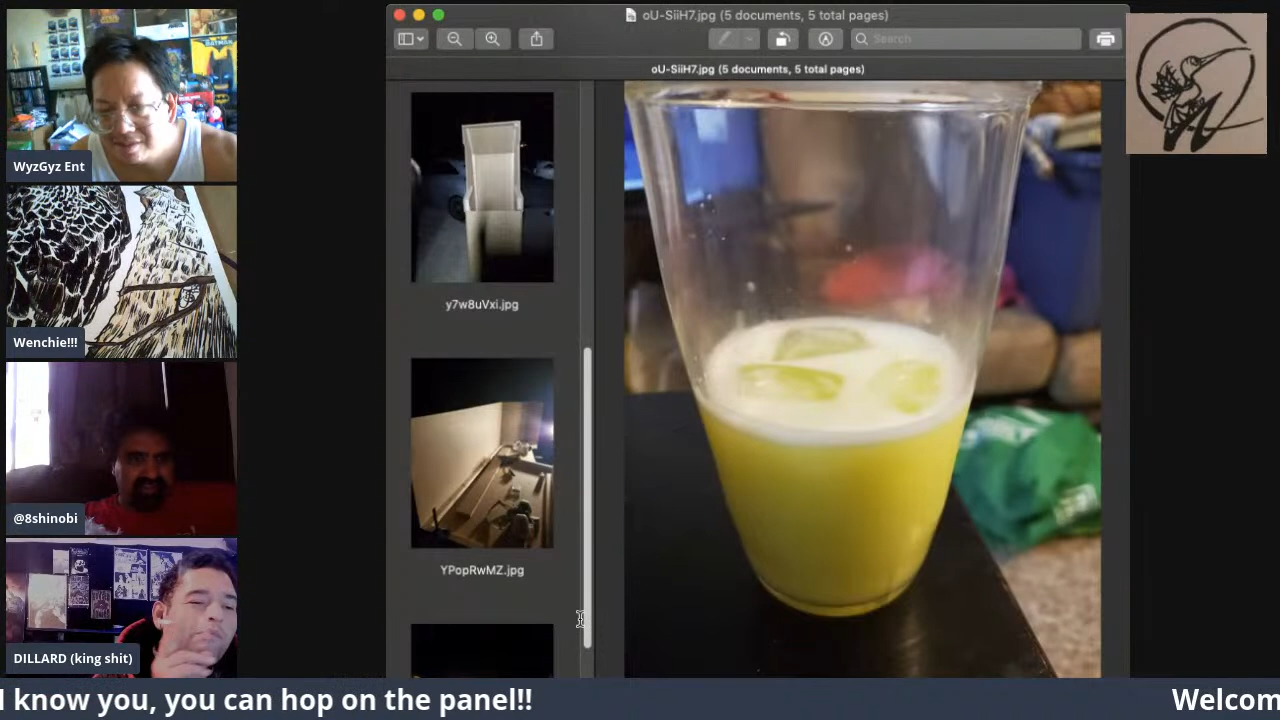 oU-SiiH7.jpg (5 documents, 5 total pages)
Search
oU-SiiH7.jpg (5 documents, 5 total pages)
BATMAN
WyzGyz Ent
Wenchie!!!
@8shinobi
DILLARD (king shit)
y7w8uVxi.jpg
YPopRwMZ.jpg
I know you, you can hop on the panel!!
Welcom